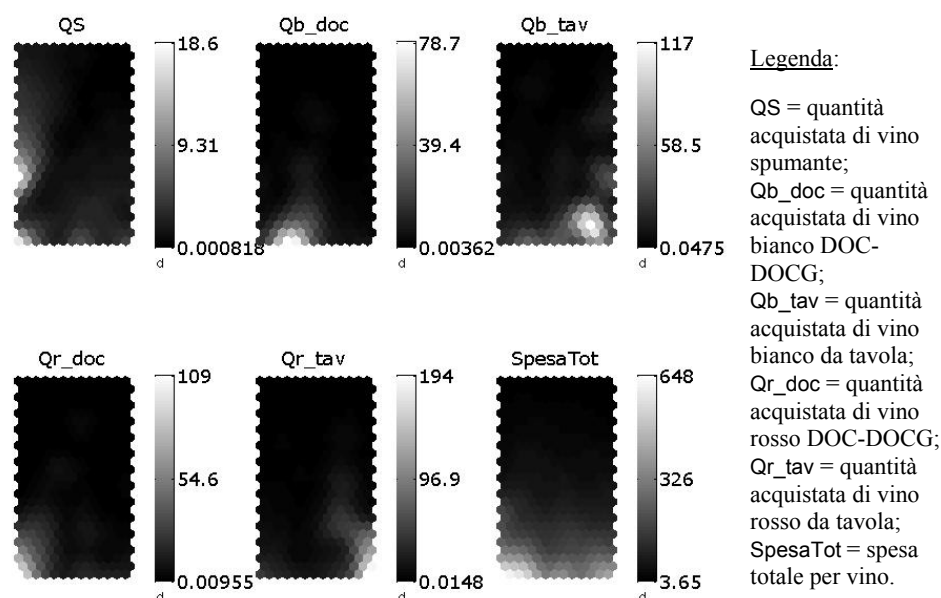 QS
18.6
9.31
0.000818
d
Qb_doc
78.7
39.4
0.00362
d
Qb_tav
117
58.5
0.0475
d
Qr_doc
109
54.6
0.00955
d
Qr_tav
194
96.9
0.0148
d
SpesaTot
648
326
3.65
d
Legenda:
QS = quantità
acquistata di vino
spumante;
Qb_doc = quantità
acquistata di vino
bianco DOC-
DOCG;
Qb_tav = quantità
acquistata di vino
bianco da tavola;
Qr_doc = quantità
acquistata di vino
rosso DOC-DOCG;
Qr_tav = quantità
acquistata di vino
rosso da tavola;
SpesaTot = spesa
totale per vino.